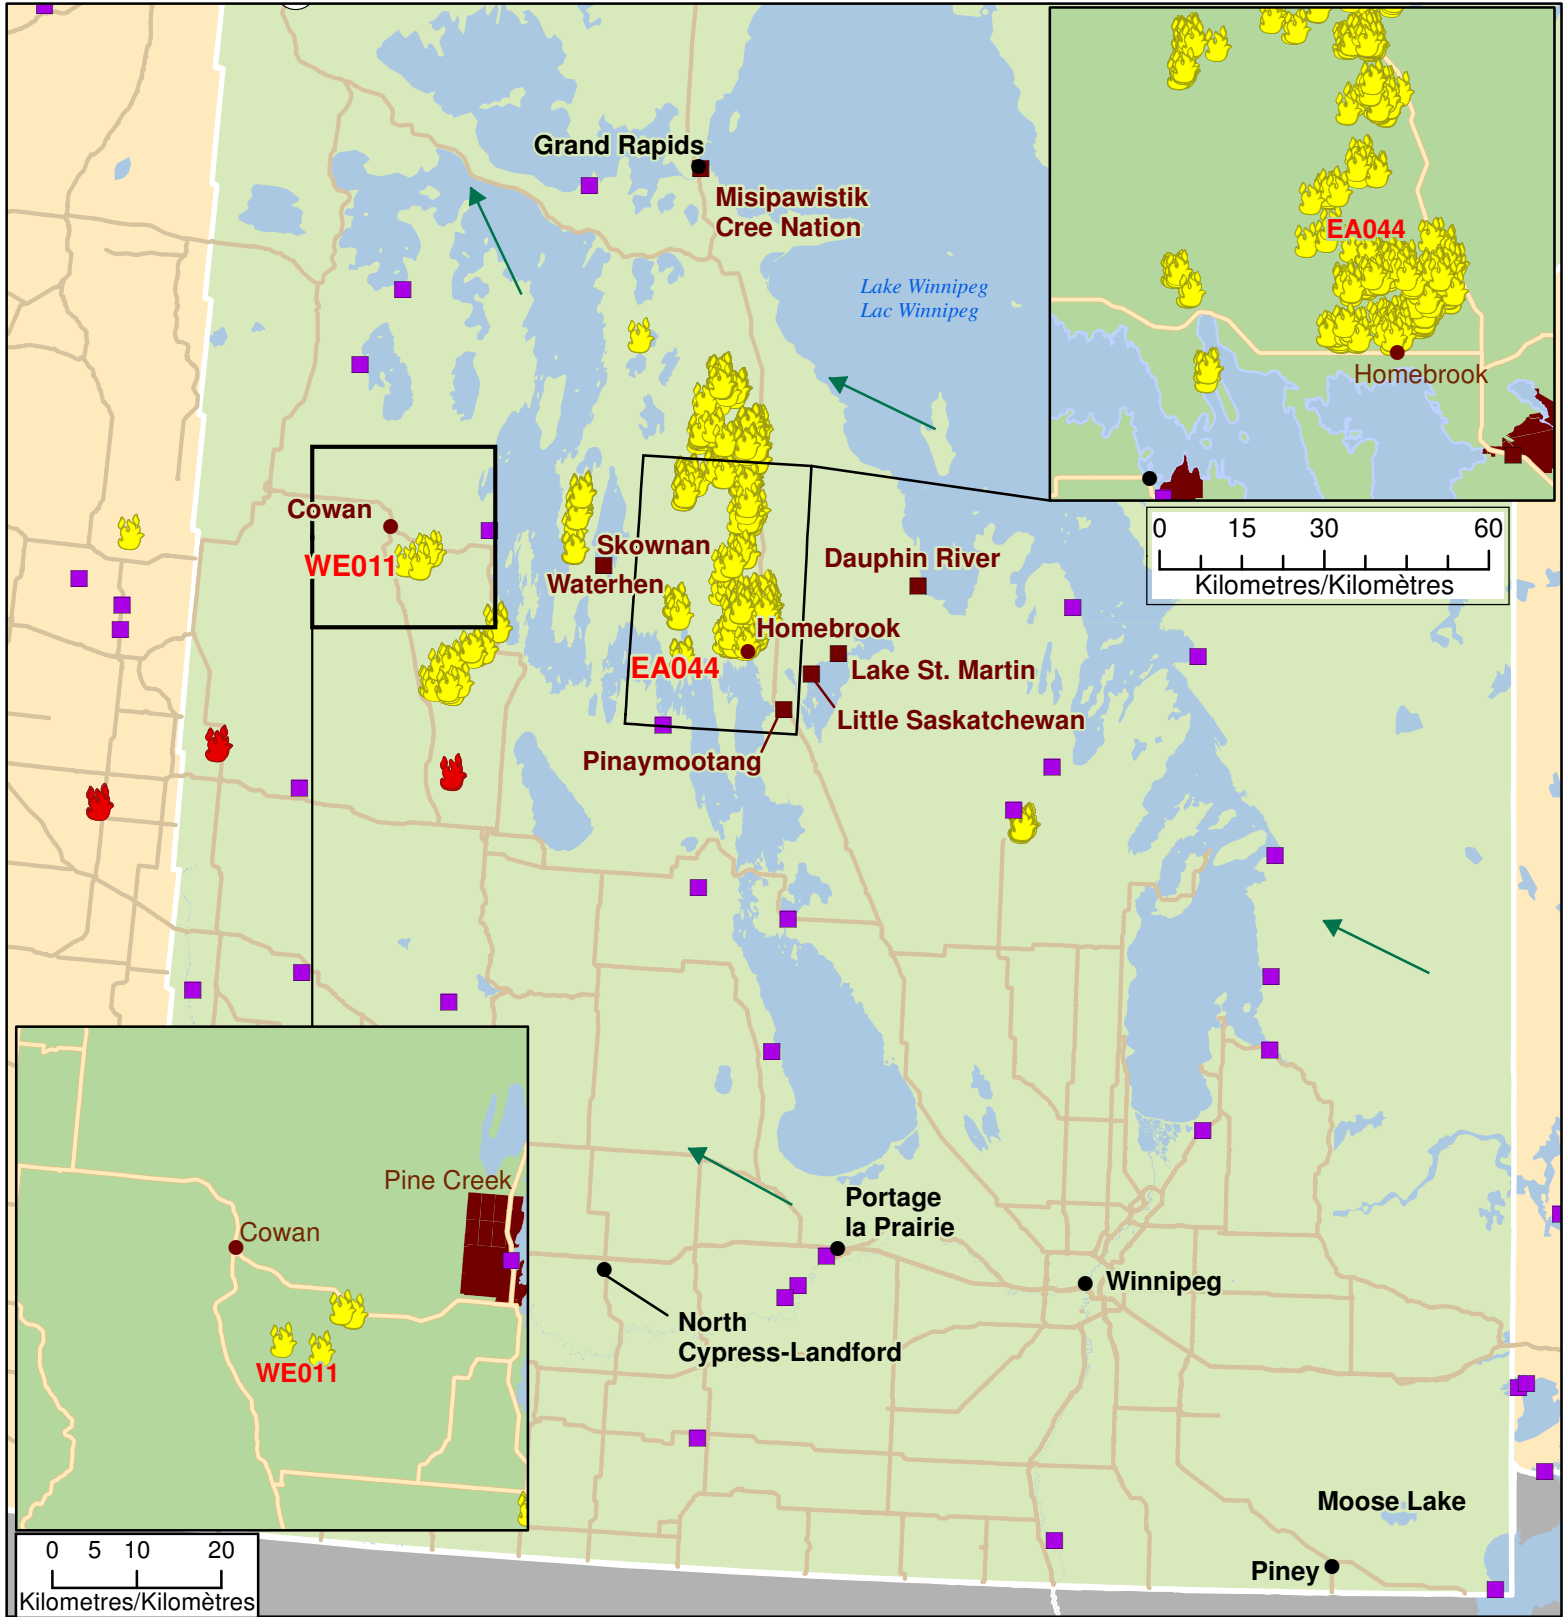 Grand Rapids
Misipawistik
Cree Nation
Lake Winnipeg
Lac Winnipeg
EA044
Homebrook
0 15 30 60
Kilometres/Kilomètres
Cowan
WE011
Skownan
Waterhen
Dauphin River
Homebrook
EA044
Lake St. Martin
Little Saskatchewan
Pinaymootang
Pine Creek
Cowan
WE011
Portage
la Prairie
Winnipeg
North
Cypress-Landford
Moose Lake
Piney
0 5 10 20
Kilometres/Kilomètres